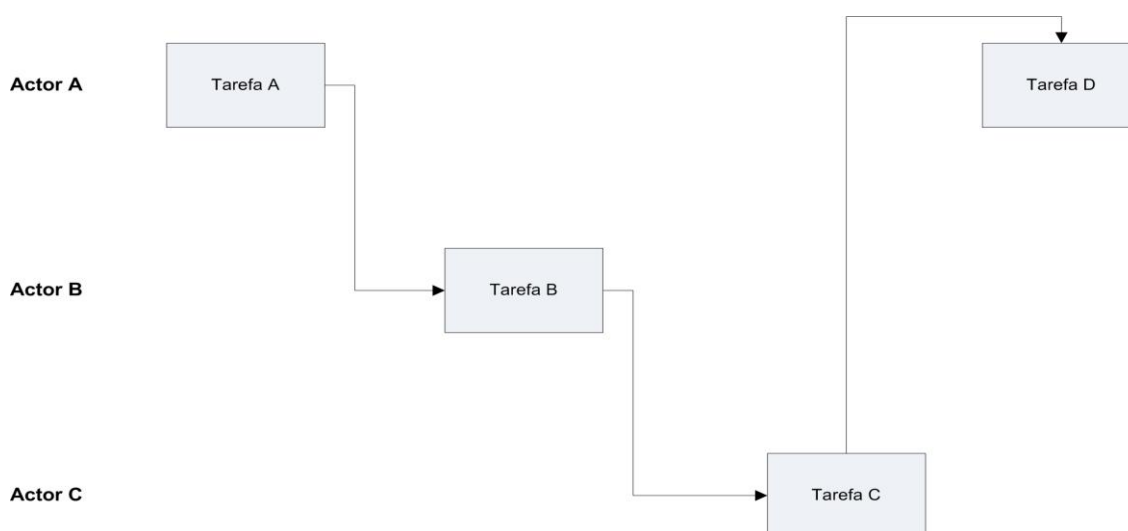 Actor A
Tarefa A
Tarefa D
Actor B
Tarefa B
Actor C
Tarefa C